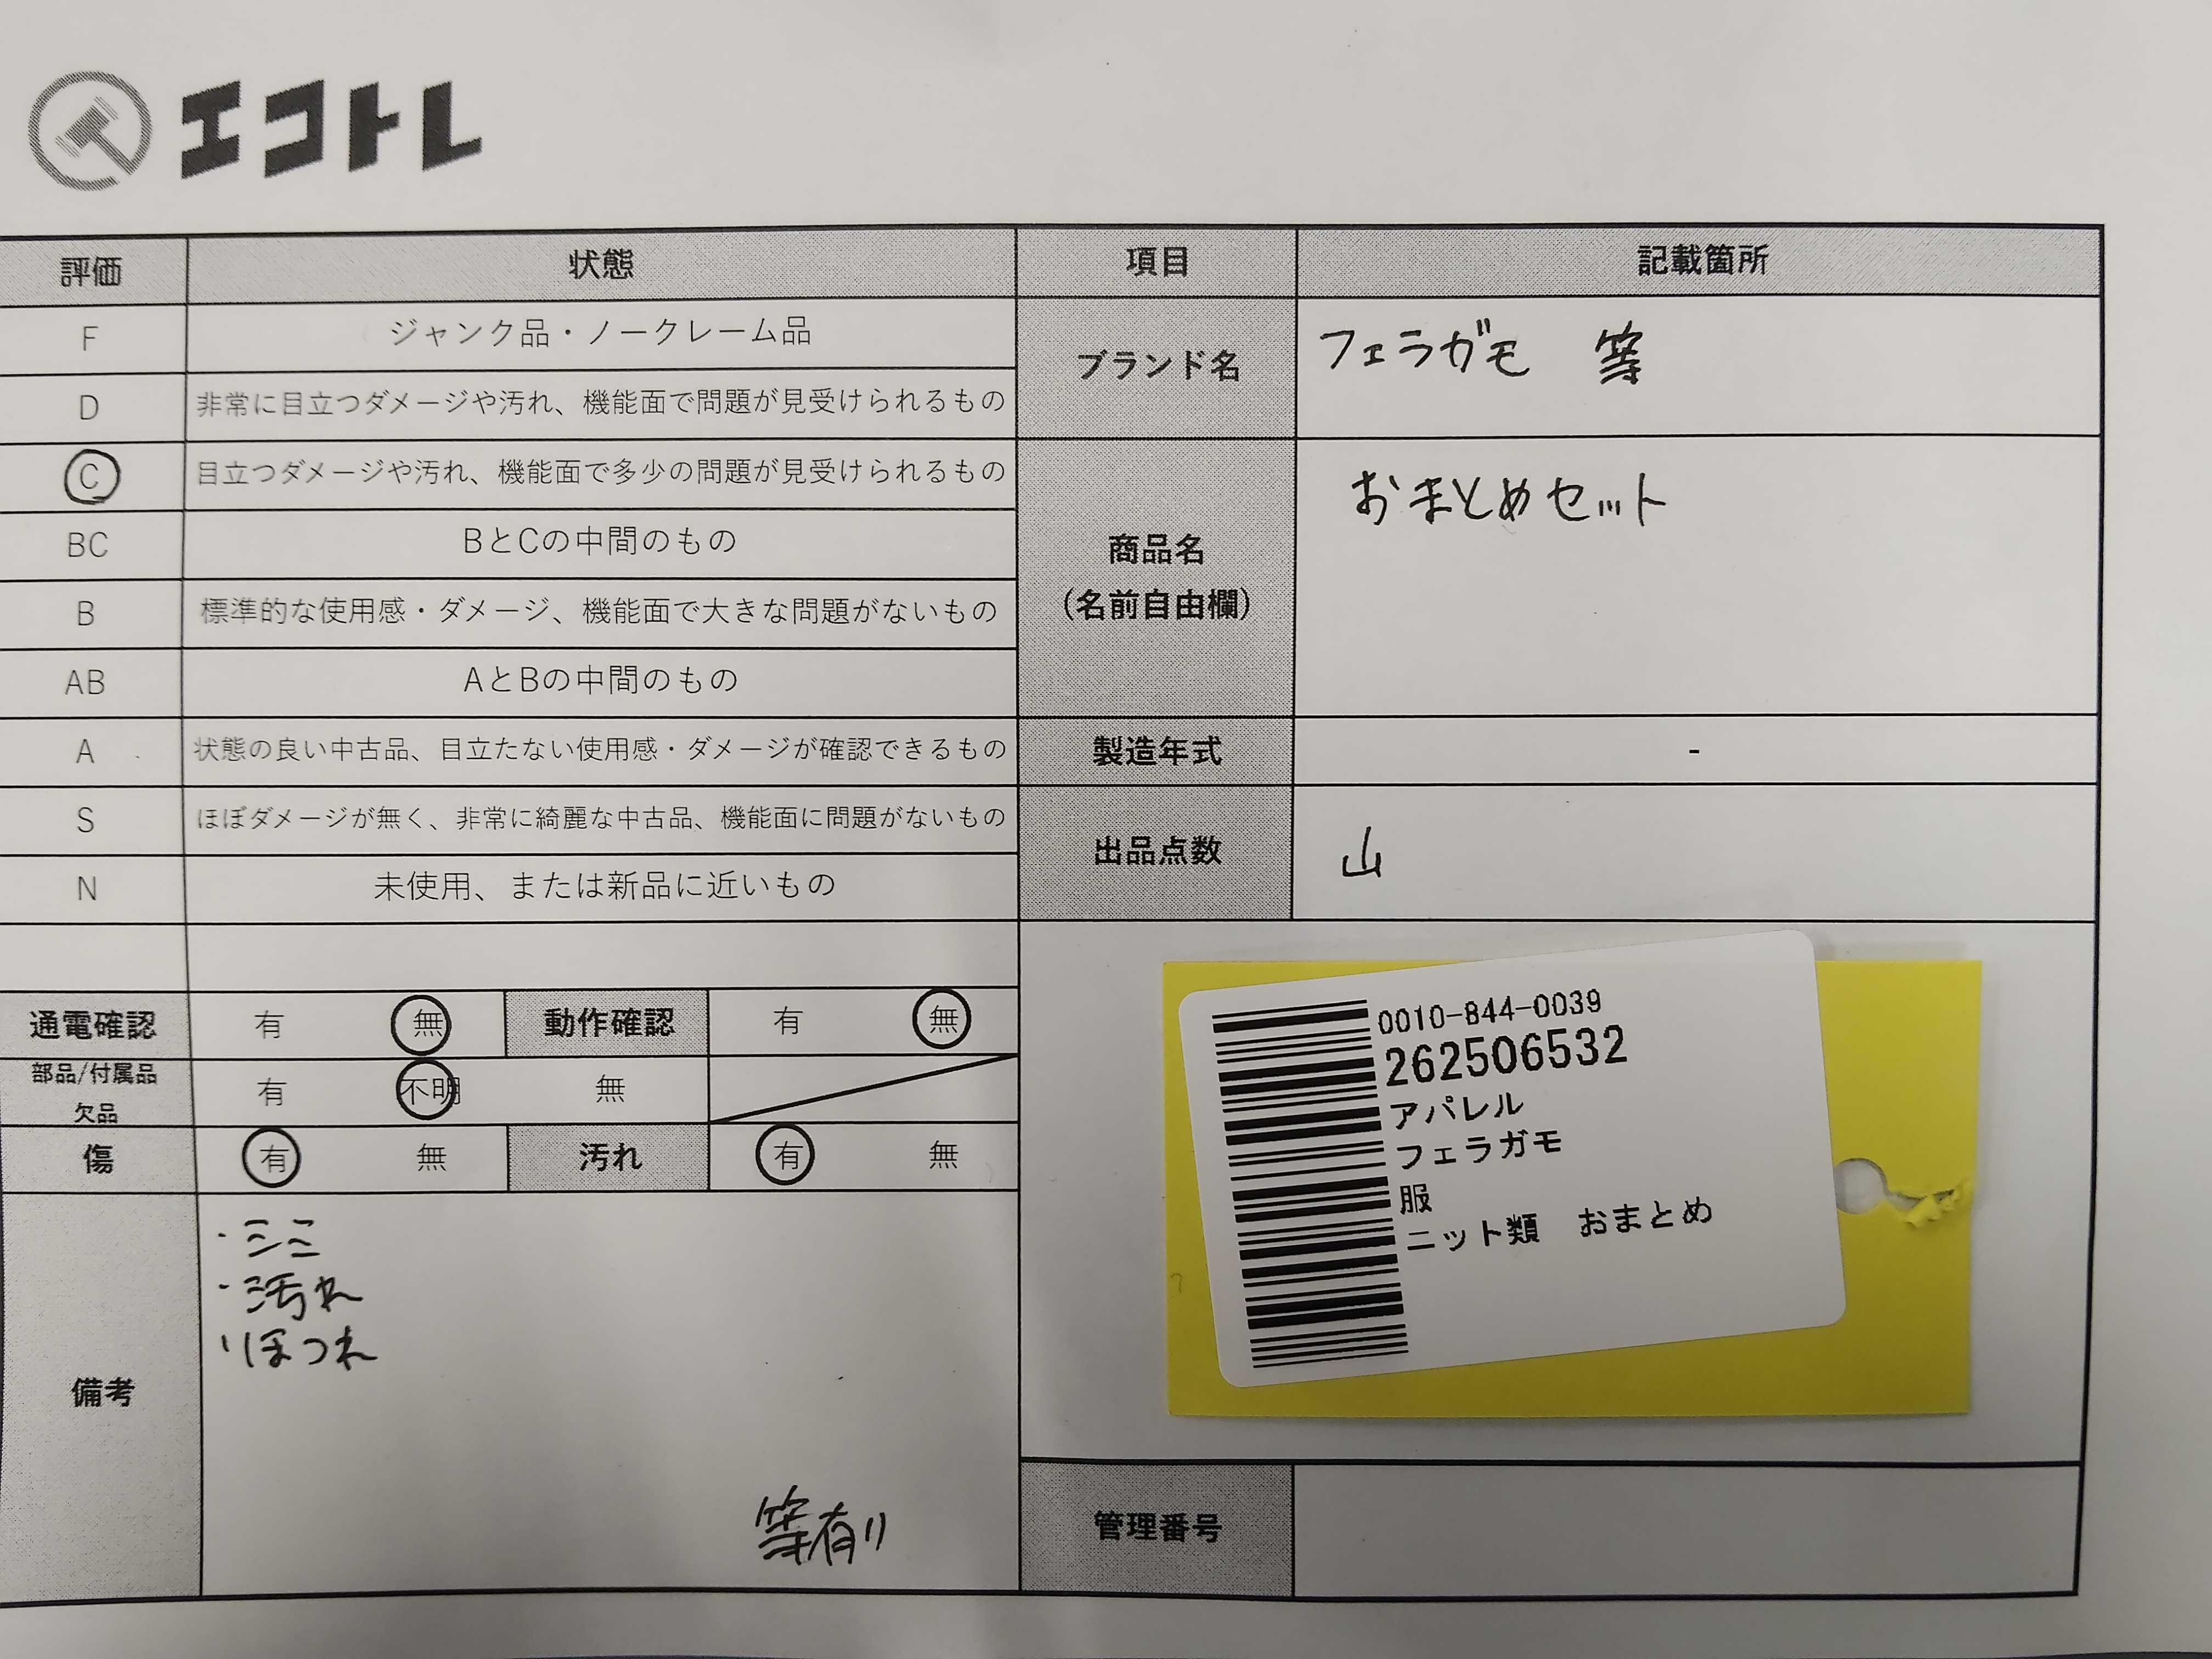 エコトレ
評価 状態 項目 記載箇所
F ジャンク品・ノークレーム品
D 非常に目立つダメージや汚れ、機能面で問題が見受けられるもの
ブランド名 フェラガモ 等
C 目立つダメージや汚れ、機能面で多少の問題が見受けられるもの
BC BとCの中間のもの
B 標準的な使用感・ダメージ、機能面で大きな問題がないもの
AB AとBの中間のもの
商品名
(名前自由欄)
おまとめセット
A 状態の良い中古品、目立たない使用感・ダメージが確認できるもの
製造年式 -
S ほぼダメージが無く、非常に綺麗な中古品、機能面に問題がないもの
N 未使用、または新品に近いもの
出品点数 山
通電確認 有 無 動作確認 有 無
部品/付属品
欠品
有 不明 無
傷 有 無 汚れ 有 無
備考
・シミ
・汚れ
・ほつれ
等有り
0010-844-0039
262506532
アパレル
フェラガモ
服
ニット類 おまとめ
管理番号